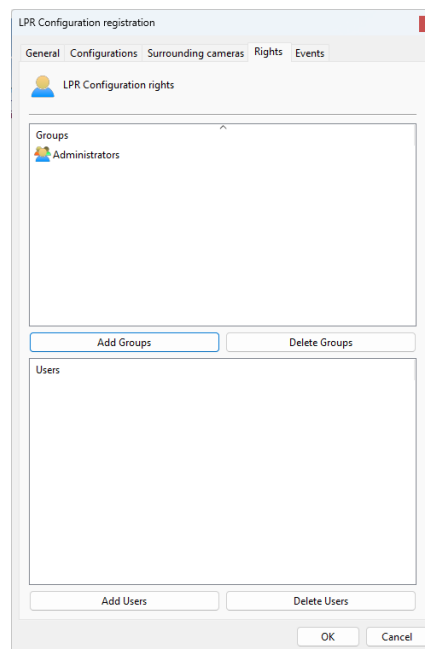 LPR Configuration registration
General Configurations Surrounding cameras Rights Events
LPR Configuration rights
Groups
Administrators
Add Groups Delete Groups
Users
Add Users Delete Users
OK Cancel